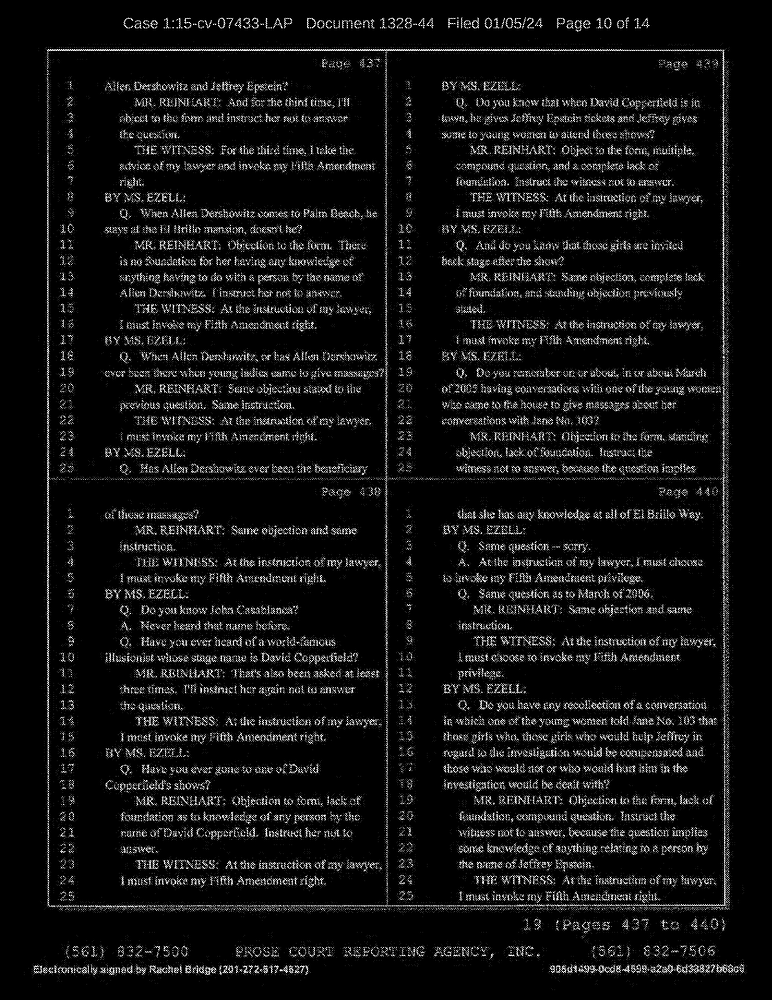 Case 1:15-cv-07433-LAP Document 1328-44 Filed 01/05/24 Page 10 of 14
Page 437
1 Allen Dershowitz and Jeffrey Epstein?
2 MR. REINHART: And for the third time, I'll
3 object to the form and instruct her not to answer
4 the question.
5 THE WITNESS: For the third time, I take the
6 advice of my lawyer and invoke my Fifth Amendment
7 right.
8 BY MS. EZELL:
9 Q. When Allen Dershowitz comes to Palm Beach, he
10 stays at the El Brillo mansion, doesn't he?
11 MR. REINHART: Objection to the form. There
12 is no foundation for her having any knowledge of
13 anything having to do with a person by the name of
14 Allen Dershowitz. I instruct her not to answer.
15 THE WITNESS: At the instruction of my lawyer,
16 I must invoke my Fifth Amendment right.
17 BY MS. EZELL:
18 Q. When Allen Dershowitz, or has Allen Dershowitz
19 ever been there when young ladies came to give massages?
20 MR. REINHART: Same objection stated to the
21 previous question. Same instruction.
22 THE WITNESS: At the instruction of my lawyer,
23 I must invoke my Fifth Amendment right.
24 BY MS. EZELL:
25 Q. Has Allen Dershowitz ever been the beneficiary
Page 438
1 of those massages?
2 MR. REINHART: Same objection and same
3 instruction.
4 THE WITNESS: At the instruction of my lawyer,
5 I must invoke my Fifth Amendment right.
6 BY MS. EZELL:
7 Q. Do you know John Casablanca?
8 A. Never heard that name before.
9 Q. Have you ever heard of a world-famous
10 illusionist whose stage name is David Copperfield?
11 MR. REINHART: That's also been asked at least
12 three times. I'll instruct her again not to answer
13 the question.
14 THE WITNESS: At the instruction of my lawyer,
15 I must invoke my Fifth Amendment right.
16 BY MS. EZELL:
17 Q. Have you ever gone to one of David
18 Copperfield's shows?
19 MR. REINHART: Objection to form, lack of
20 foundation as to knowledge of any person by the
21 name of David Copperfield. Instruct her not to
22 answer.
23 THE WITNESS: At the instruction of my lawyer,
24 I must invoke my Fifth Amendment right.
25
Page 439
1 BY MS. EZELL:
2 Q. Do you know that when David Copperfield is in
3 town, he gives Jeffrey Epstein tickets and Jeffrey gives
4 some to young women to attend those shows?
5 MR. REINHART: Object to the form, multiple,
6 compound question, and a complete lack of
7 foundation. Instruct the witness not to answer.
8 THE WITNESS: At the instruction of my lawyer,
9 I must invoke my Fifth Amendment right.
10 BY MS. EZELL:
11 Q. And do you know that those girls are invited
12 back stage after the show?
13 MR. REINHART: Same objection, complete lack
14 of foundation, and standing objection previously
15 stated.
16 THE WITNESS: At the instruction of my lawyer,
17 I must invoke my Fifth Amendment right.
18 BY MS. EZELL:
19 Q. Do you remember on or about, in or about March
20 of 2005 having conversations with one of the young women
21 who came to the house to give massages about her
22 conversations with Jane No. 103?
23 MR. REINHART: Objection to the form, standing
24 objection, lack of foundation. Instruct the
25 witness not to answer, because the question implies
Page 440
1 that she has any knowledge at all of El Brillo Way.
2 BY MS. EZELL:
3 Q. Same question -- sorry.
4 A. At the instruction of my lawyer, I must choose
5 to invoke my Fifth Amendment privilege.
6 Q. Same question as to March of 2006.
7 MR. REINHART: Same objection and same
8 instruction.
9 THE WITNESS: At the instruction of my lawyer,
10 I must choose to invoke my Fifth Amendment
11 privilege.
12 BY MS. EZELL:
13 Q. Do you have any recollection of a conversation
14 in which one of the young women told Jane No. 103 that
15 those girls who, those girls who would help Jeffrey in
16 regard to the investigation would be compensated and
17 those who would not or who would hurt him in the
18 investigation would be dealt with?
19 MR. REINHART: Objection to the form, lack of
20 foundation, compound question. Instruct the
21 witness not to answer, because the question implies
22 some knowledge of anything relating to a person by
23 the name of Jeffrey Epstein.
24 THE WITNESS: At the instruction of my lawyer,
25 I must invoke my Fifth Amendment right.
19 (Pages 437 to 440)
(561) 832-7500 PROSE COURT REPORTING AGENCY, INC. (561) 832-7506
Electronically signed by Rachel Bridge (201-272-617-4627)